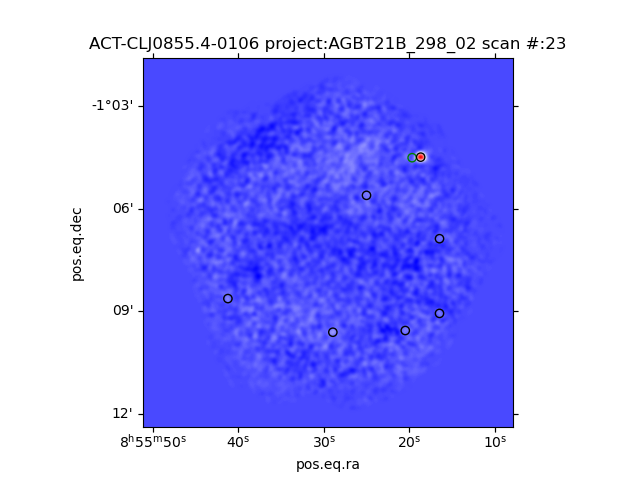 ACT-CLJ0855.4-0106 project:AGBT21B_298_02 scan #:23
-1°03'
06'
09'
12'
pos.eq.dec
8ʰ55ᵐ50ˢ 40ˢ 30ˢ 20ˢ 10ˢ
pos.eq.ra